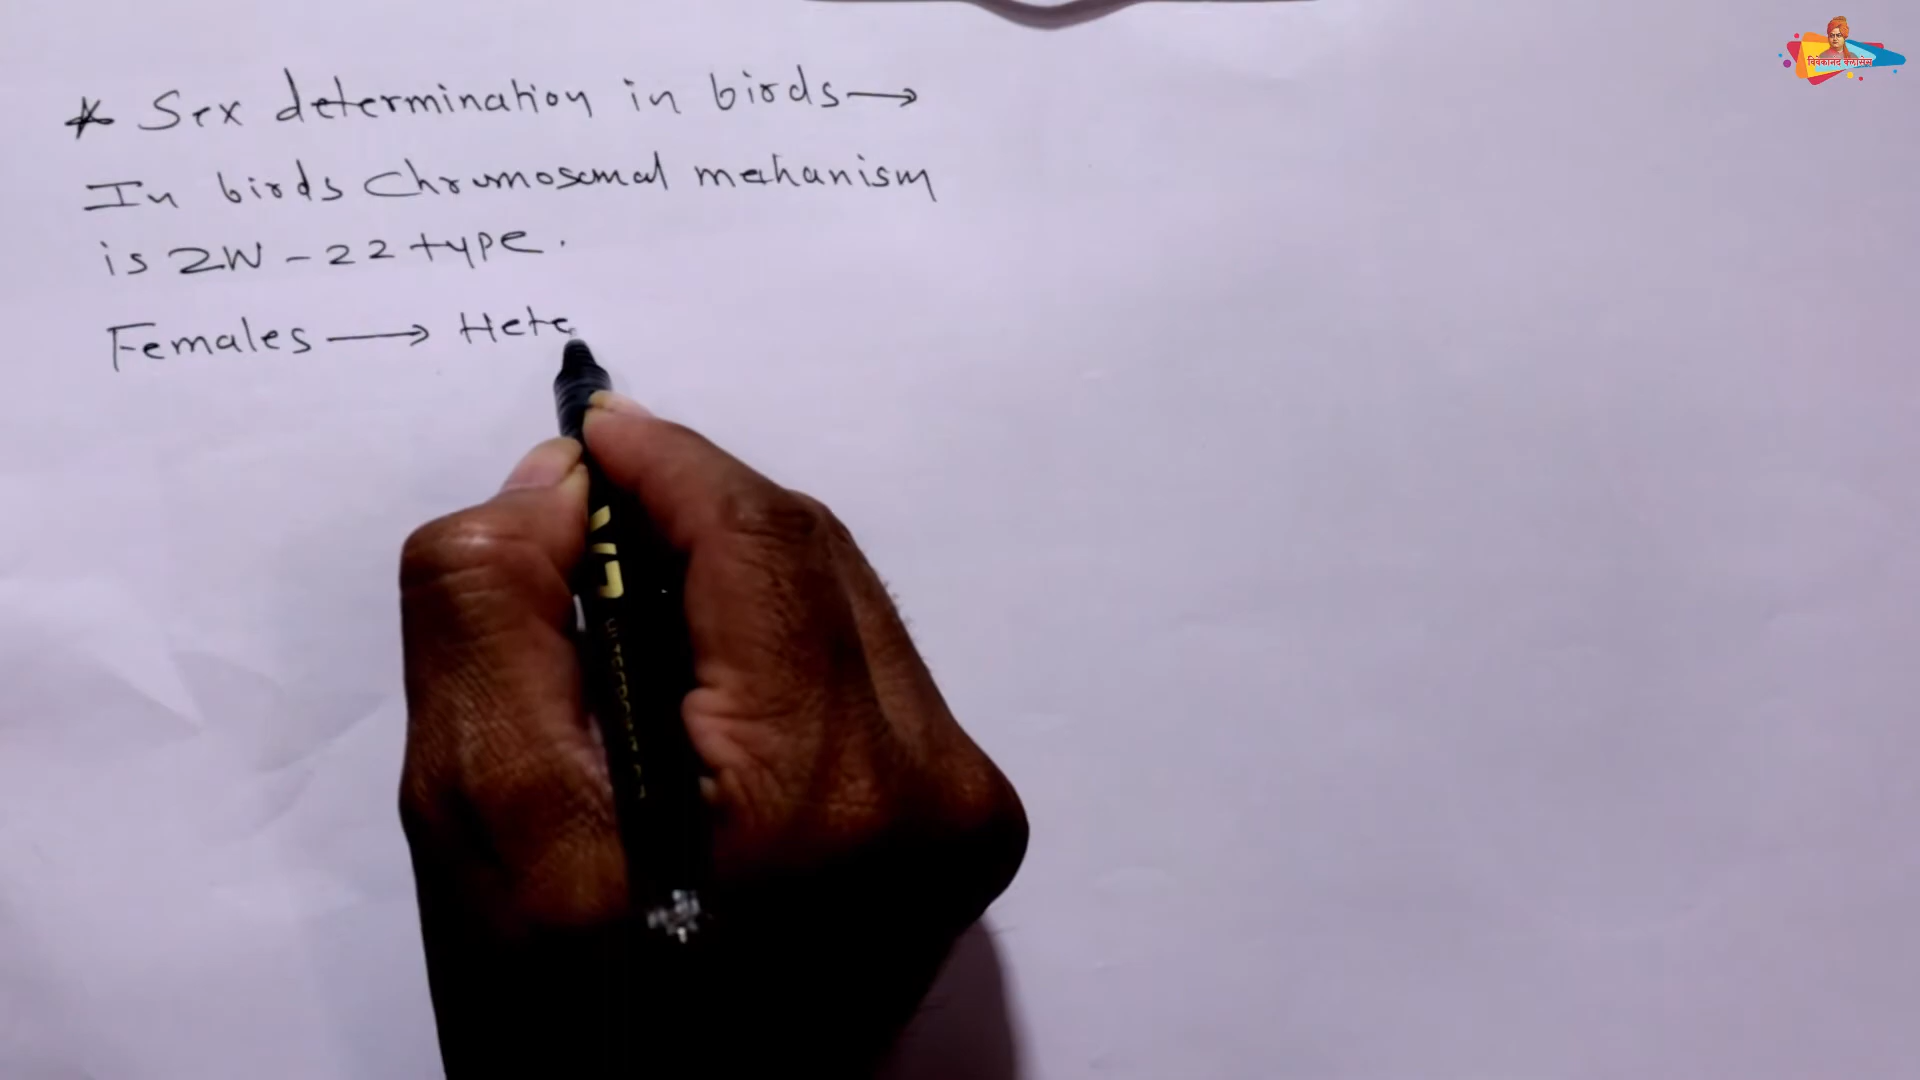 * Sex determination in birds →
In birds Chromosomal mehanism
is ZW - ZZ type.
Females → Hete
विवेकानंद क्लासेस